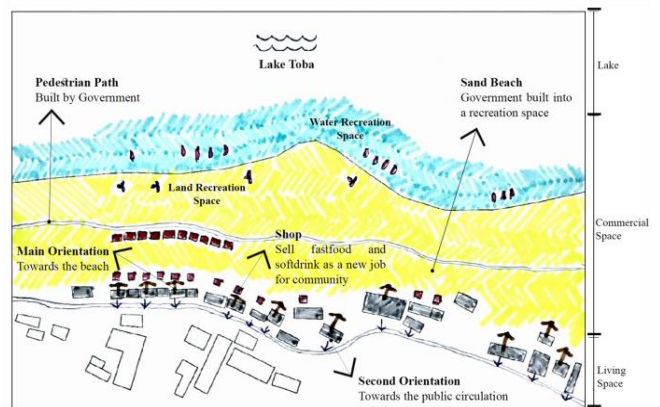 Lake Toba
Lake
Pedestrian Path
Built by Government
Sand Beach
Government built into
a recreation space
Water Recreation
Space
Land Recreation
Space
Commercial
Space
Shop
Sell fastfood and
softdrink as a new job
for community
Main Orientation
Towards the beach
Second Orientation
Towards the public circulation
Living
Space